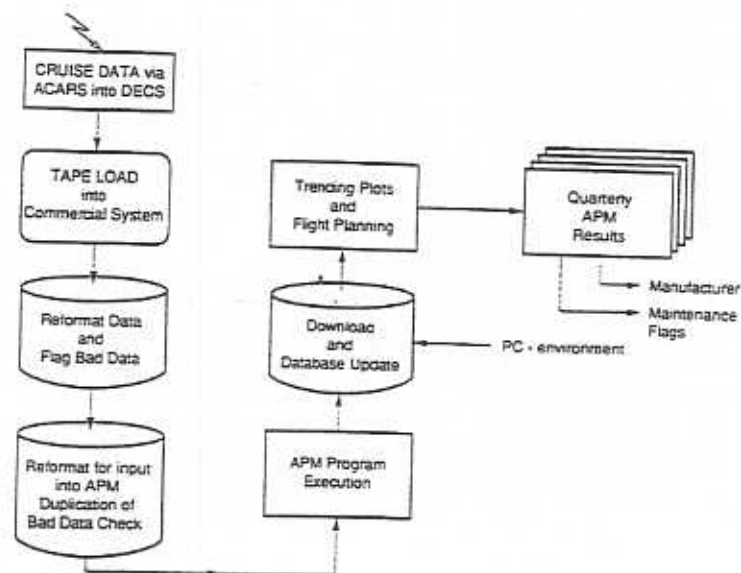 CRUISE DATA via
ACARS into DECS
TAPE LOAD
into
Commercial System
Reformat Data
and
Flag Bad Data
Reformat for input
into APM
Duplication of
Bad Data Check
APM Program
Execution
Download
and
Database Update
PC - environment
Trending Plots
and
Flight Planning
Quarterly
APM
Results
Manufacturer
Maintenance
Flags